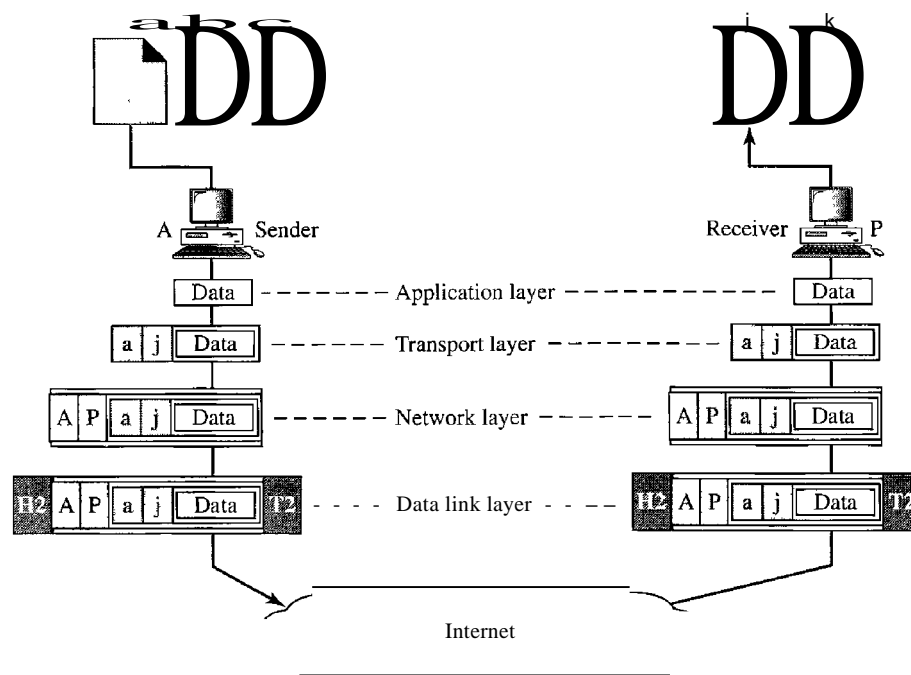 a b c j k
DD DD
A Sender Receiver P
Data Application layer Data
a j Data Transport layer a j Data
A P a j Data Network layer A P a j Data
H2 A P a j Data T2 Data link layer H2 A P a j Data T2
Internet